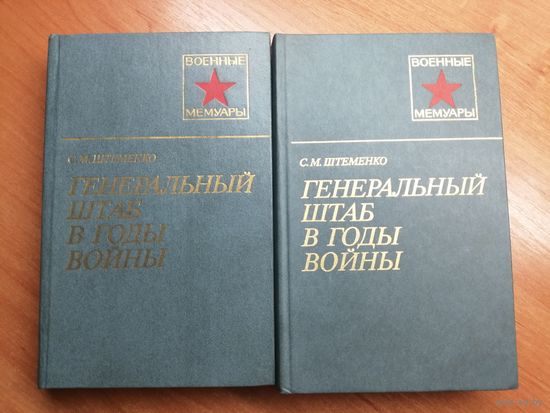 ВОЕННЫЕ
МЕМУАРЫ
С. М. ШТЕМЕНКО
ГЕНЕРАЛЬНЫЙ
ШТАБ
В ГОДЫ
ВОЙНЫ
ВОЕННЫЕ
МЕМУАРЫ
С. М. ШТЕМЕНКО
ГЕНЕРАЛЬНЫЙ
ШТАБ
В ГОДЫ
ВОЙНЫ